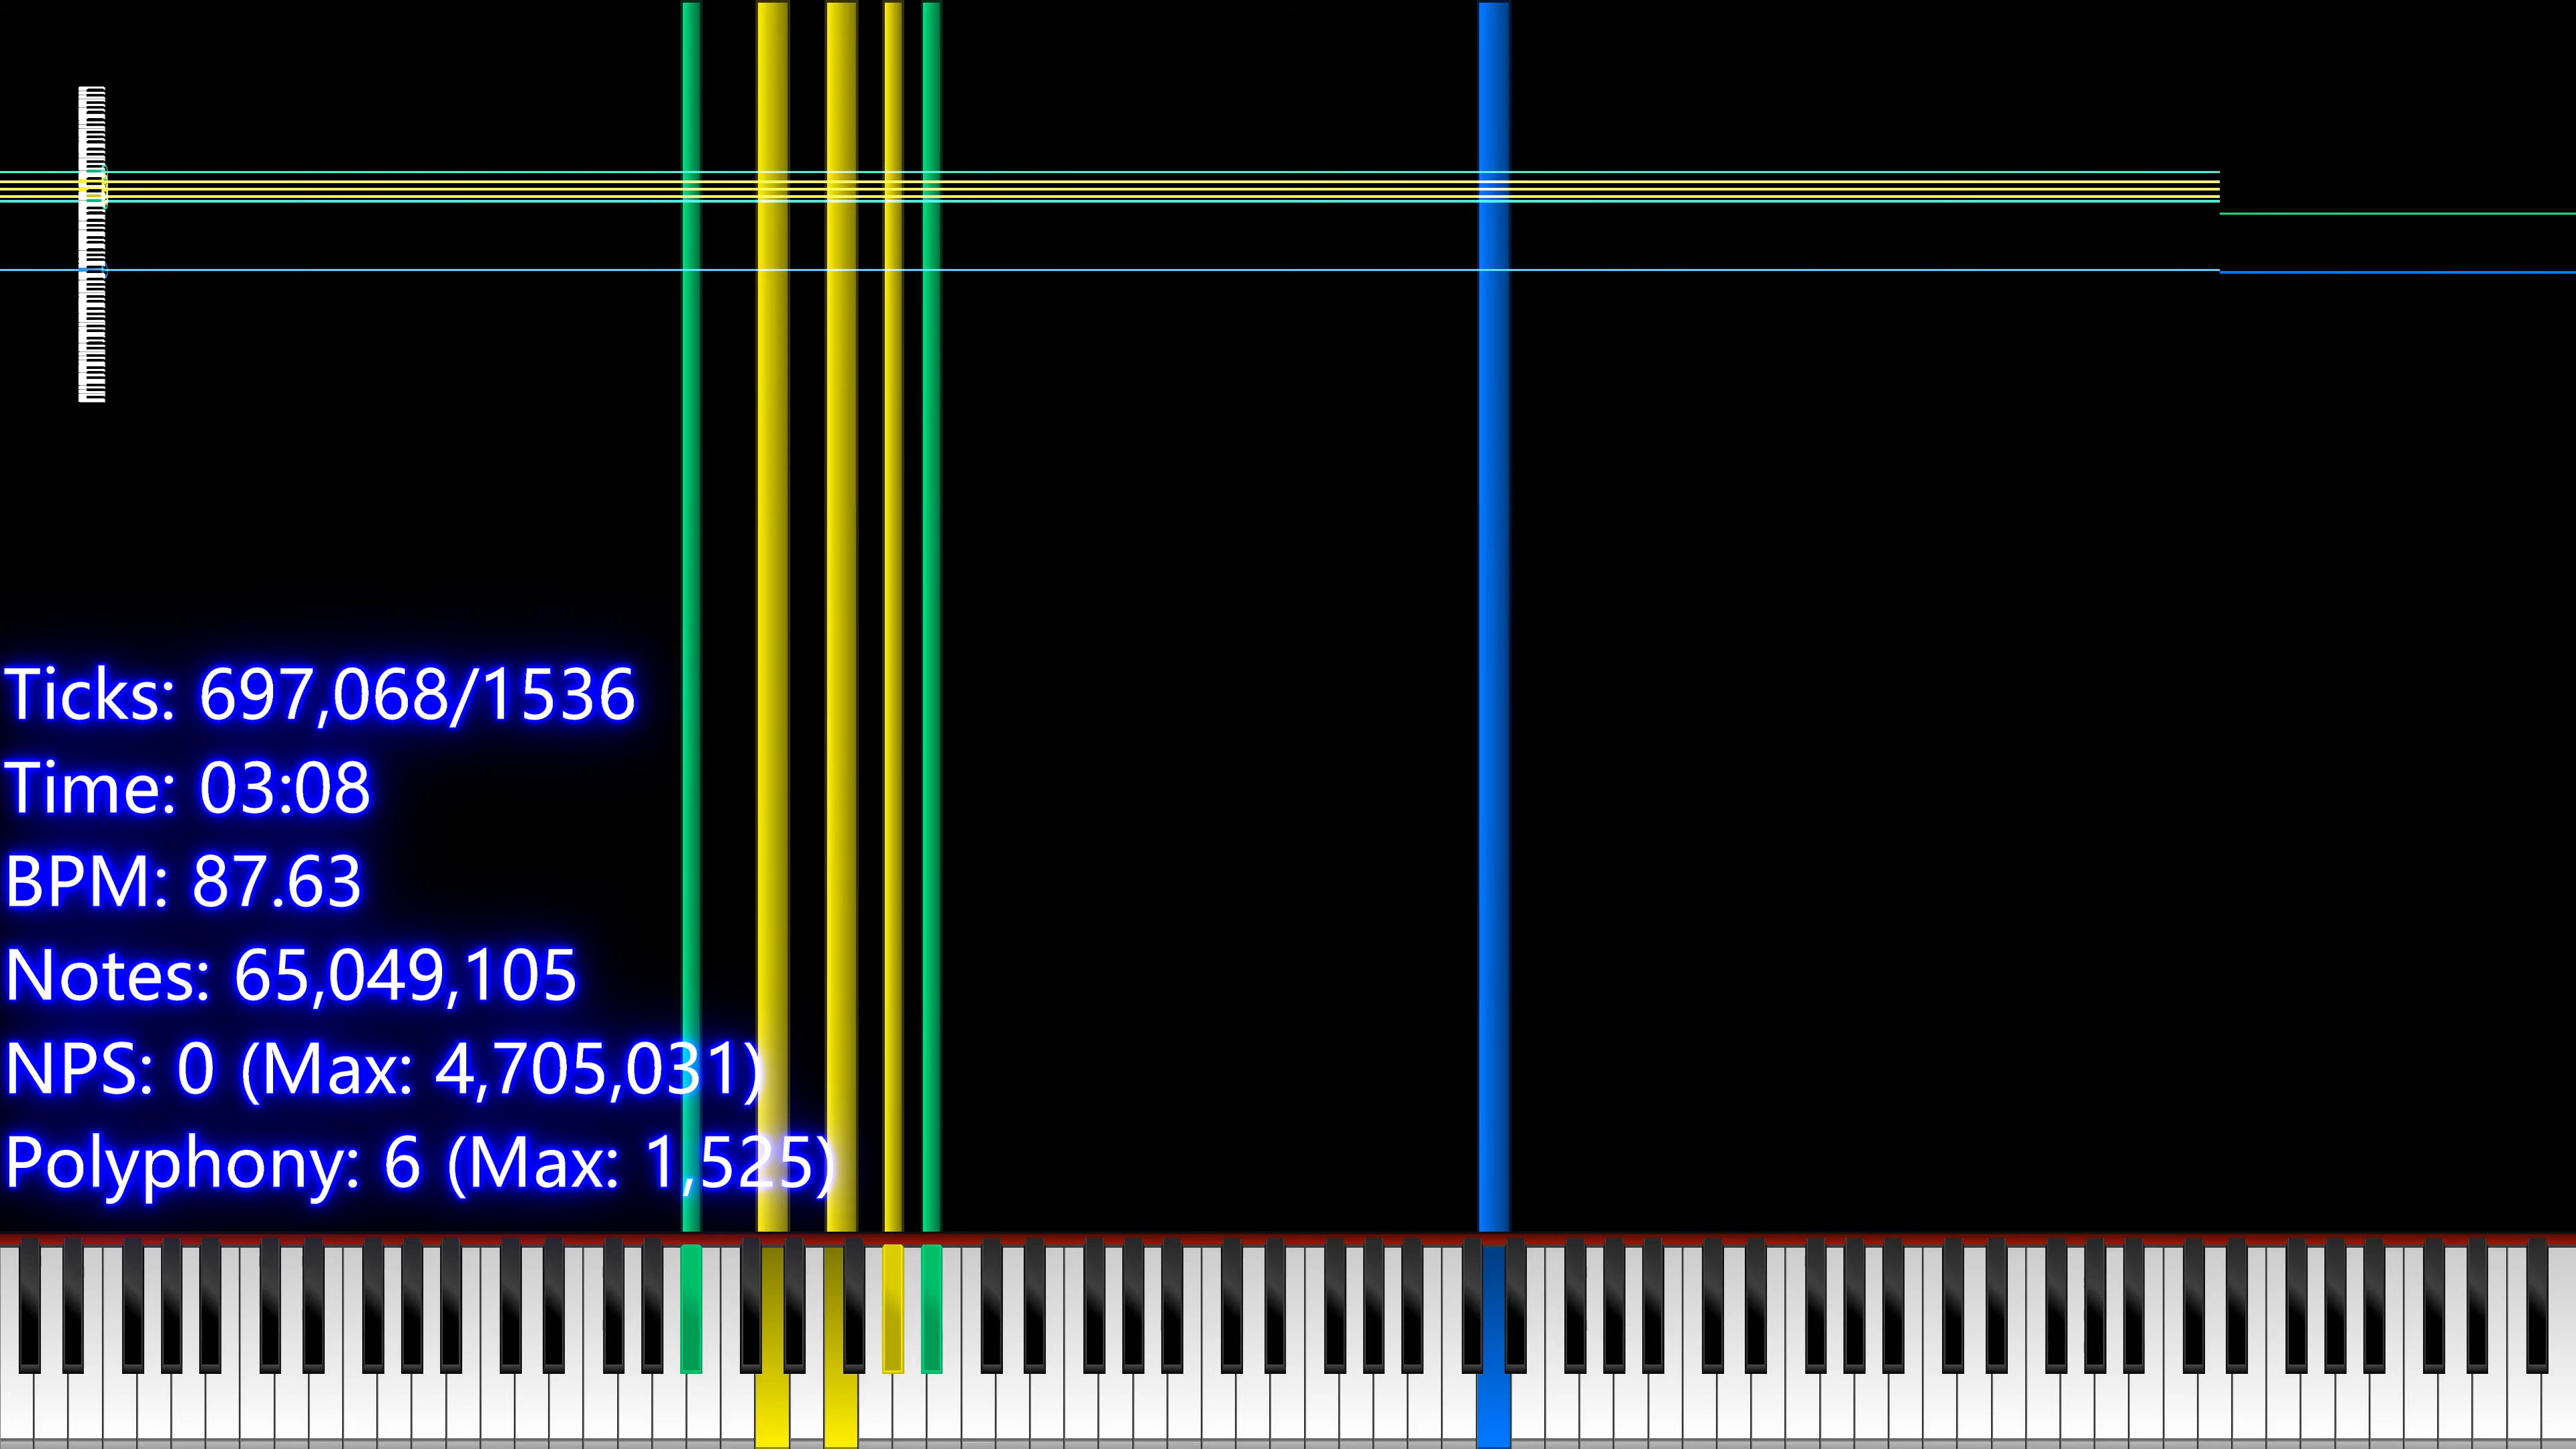 Ticks: 697,068/1536
Time: 03:08
BPM: 87.63
Notes: 65,049,105
NPS: 0 (Max: 4,705,031)
Polyphony: 6 (Max: 1,525)